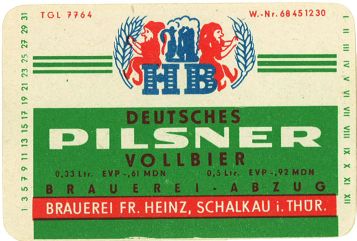 TGL 7764
W.-Nr. 68451230
HB
DEUTSCHES
PILSNER
VOLLBIER
0,33 Ltr. EVP -,61 MDN 0,5 Ltr. EVP -,92 MDN
BRAUEREI-ABZUG
BRAUEREI FR. HEINZ, SCHALKAU i. THÜR.
1 3 5 7 9 11 13 15 17 19 21 23 25 27 29 31
I II III IV V VI VII VIII IX X XI XII